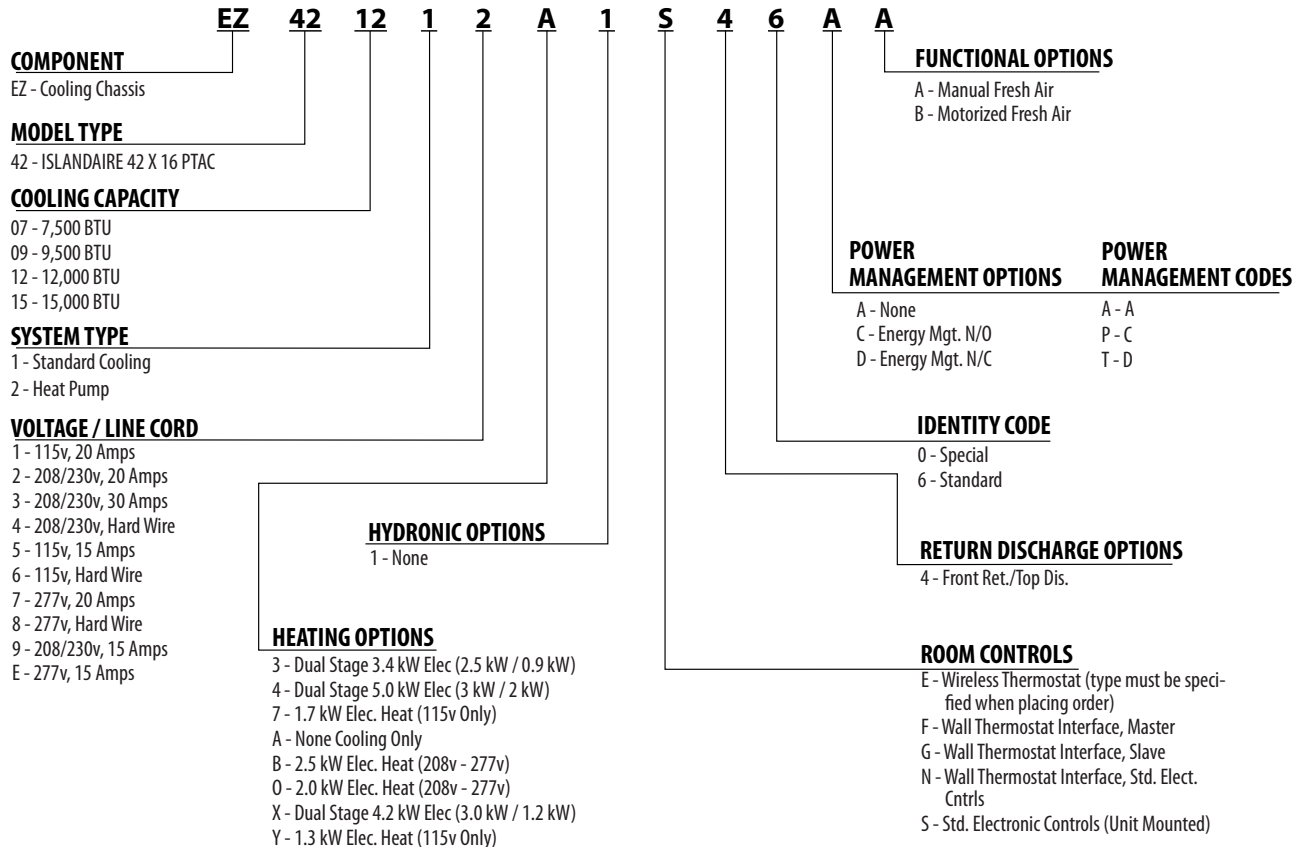 EZ 42 12 1 2 A 1 S 4 6 A A
COMPONENT
EZ - Cooling Chassis
MODEL TYPE
42 - ISLANDAIRE 42 X 16 PTAC
COOLING CAPACITY
07 - 7,500 BTU
09 - 9,500 BTU
12 - 12,000 BTU
15 - 15,000 BTU
SYSTEM TYPE
1 - Standard Cooling
2 - Heat Pump
VOLTAGE / LINE CORD
1 - 115v, 20 Amps
2 - 208/230v, 20 Amps
3 - 208/230v, 30 Amps
4 - 208/230v, Hard Wire
5 - 115v, 15 Amps
6 - 115v, Hard Wire
7 - 277v, 20 Amps
8 - 277v, Hard Wire
9 - 208/230v, 15 Amps
E - 277v, 15 Amps
HYDRONIC OPTIONS
1 - None
HEATING OPTIONS
3 - Dual Stage 3.4 kW Elec (2.5 kW / 0.9 kW)
4 - Dual Stage 5.0 kW Elec (3 kW / 2 kW)
7 - 1.7 kW Elec. Heat (115v Only)
A - None Cooling Only
B - 2.5 kW Elec. Heat (208v - 277v)
O - 2.0 kW Elec. Heat (208v - 277v)
X - Dual Stage 4.2 kW Elec (3.0 kW / 1.2 kW)
Y - 1.3 kW Elec. Heat (115v Only)
FUNCTIONAL OPTIONS
A - Manual Fresh Air
B - Motorized Fresh Air
POWER
MANAGEMENT OPTIONS
A - None
C - Energy Mgt. N/O
D - Energy Mgt. N/C
POWER
MANAGEMENT CODES
A - A
P - C
T - D
IDENTITY CODE
0 - Special
6 - Standard
RETURN DISCHARGE OPTIONS
4 - Front Ret./Top Dis.
ROOM CONTROLS
E - Wireless Thermostat (type must be speci-
fied when placing order)
F - Wall Thermostat Interface, Master
G - Wall Thermostat Interface, Slave
N - Wall Thermostat Interface, Std. Elect.
Cntrls
S - Std. Electronic Controls (Unit Mounted)